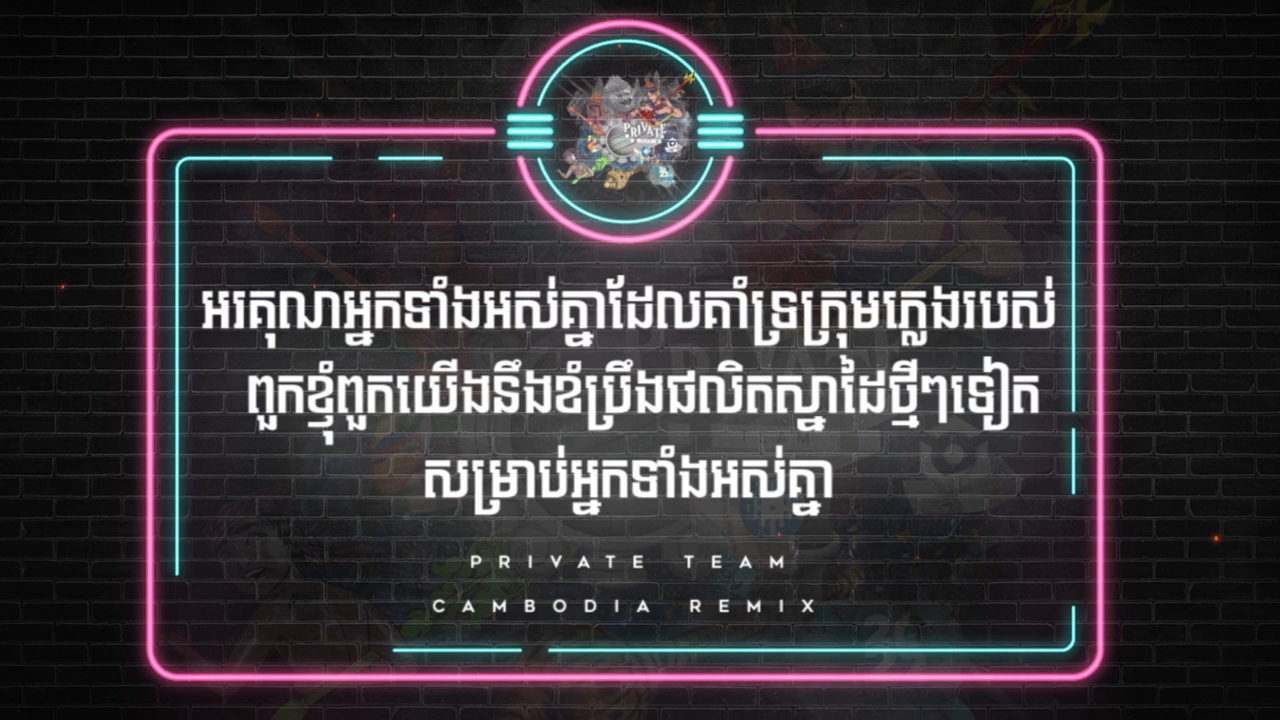 PRIVATE
អរគុណអ្នកទាំងអស់គ្នាដែលគាំទ្រក្រុមភ្លេងរបស់
ពួកខ្ញុំពួកយើងនឹងខំប្រឹងផលិតស្នាដៃថ្មីៗទៀត
សម្រាប់អ្នកទាំងអស់គ្នា
PRIVATE TEAM
CAMBODIA REMIX